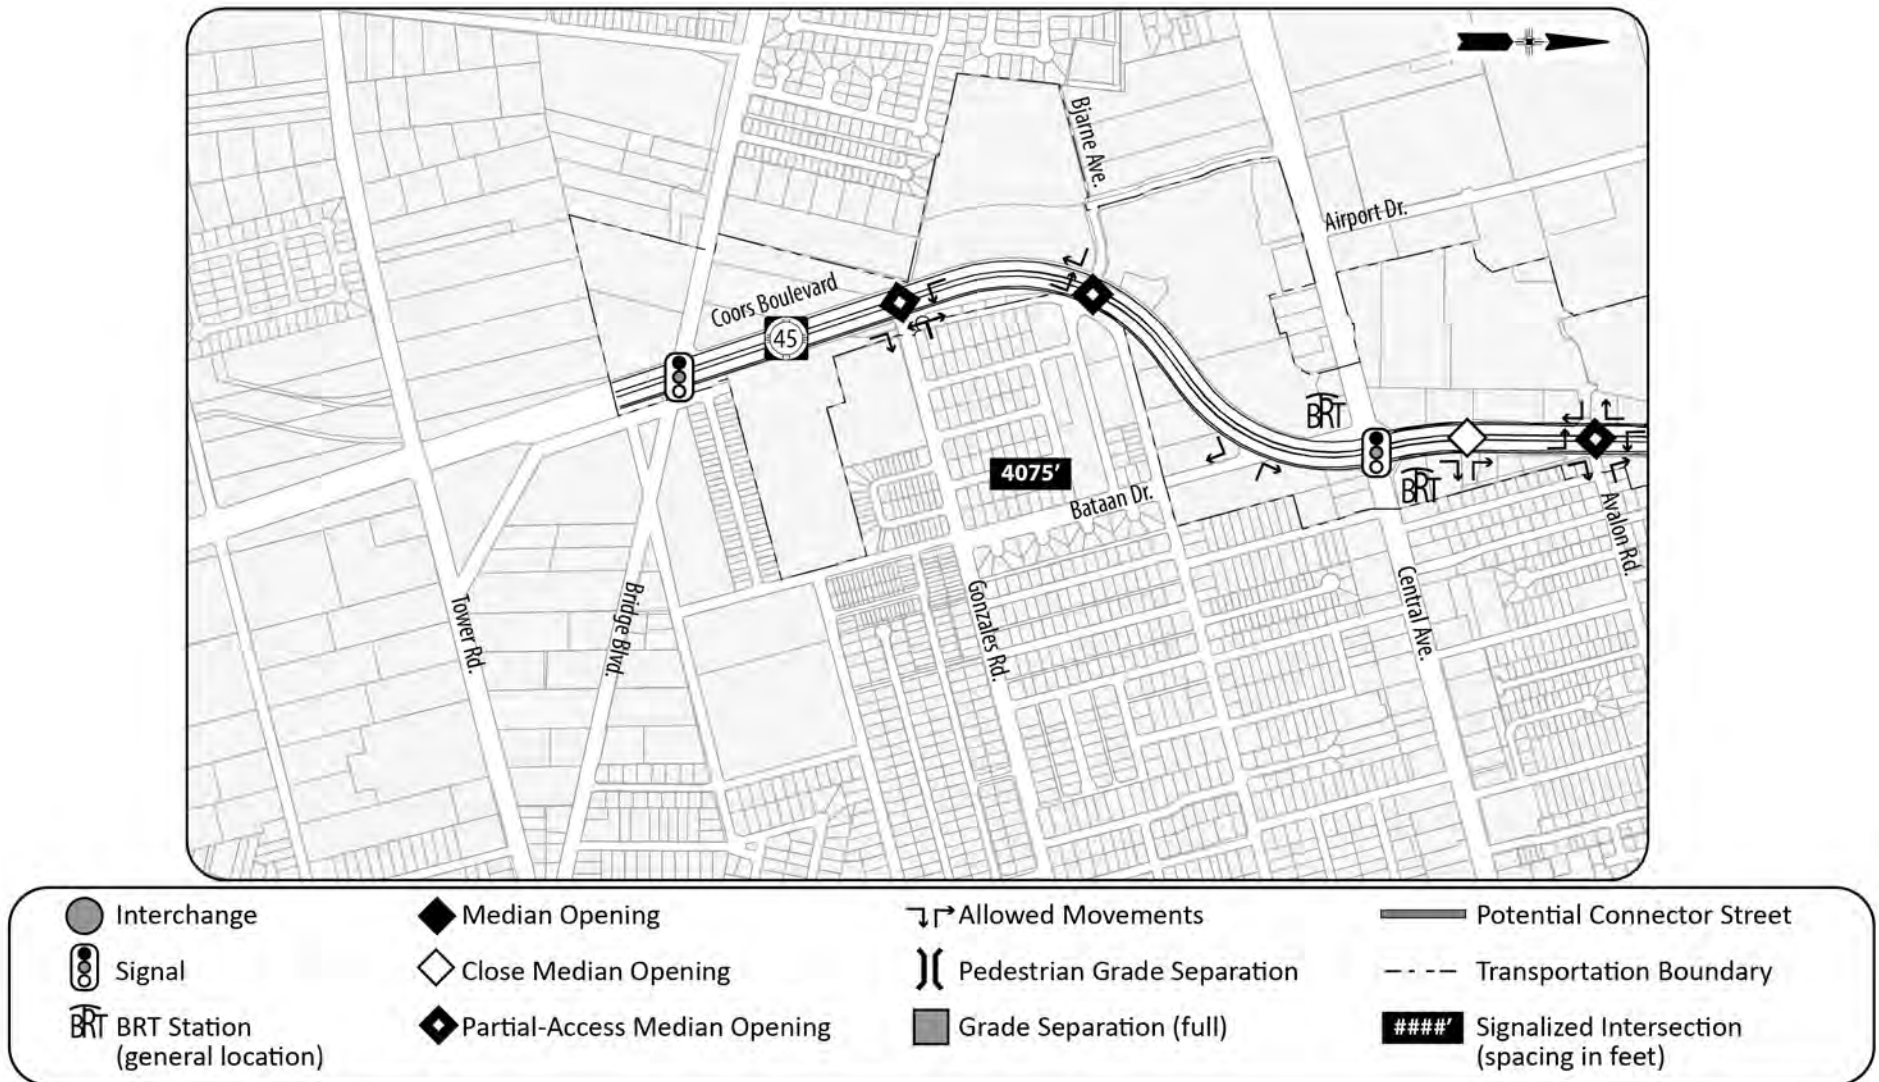 Bjarne Ave.
Airport Dr.
Coors Boulevard
45
BRT
4075'
BRT
Bataan Dr.
Avalon Rd.
Tower Rd.
Bridge Blvd.
Gonzales Rd.
Central Ave.
Interchange
Median Opening
Allowed Movements
Potential Connector Street
Signal
Close Median Opening
Pedestrian Grade Separation
Transportation Boundary
BRT
BRT Station
(general location)
Partial-Access Median Opening
Grade Separation (full)
####'
Signalized Intersection
(spacing in feet)